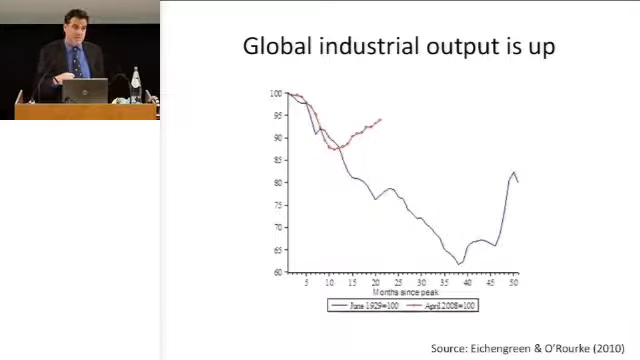 Global industrial output is up
100
95
90
85
80
75
70
65
60
5 10 15 20 25 30 35 40 45 50
Months since peak
June 1929=100 April 2008=100
Source: Eichengreen & O'Rourke (2010)